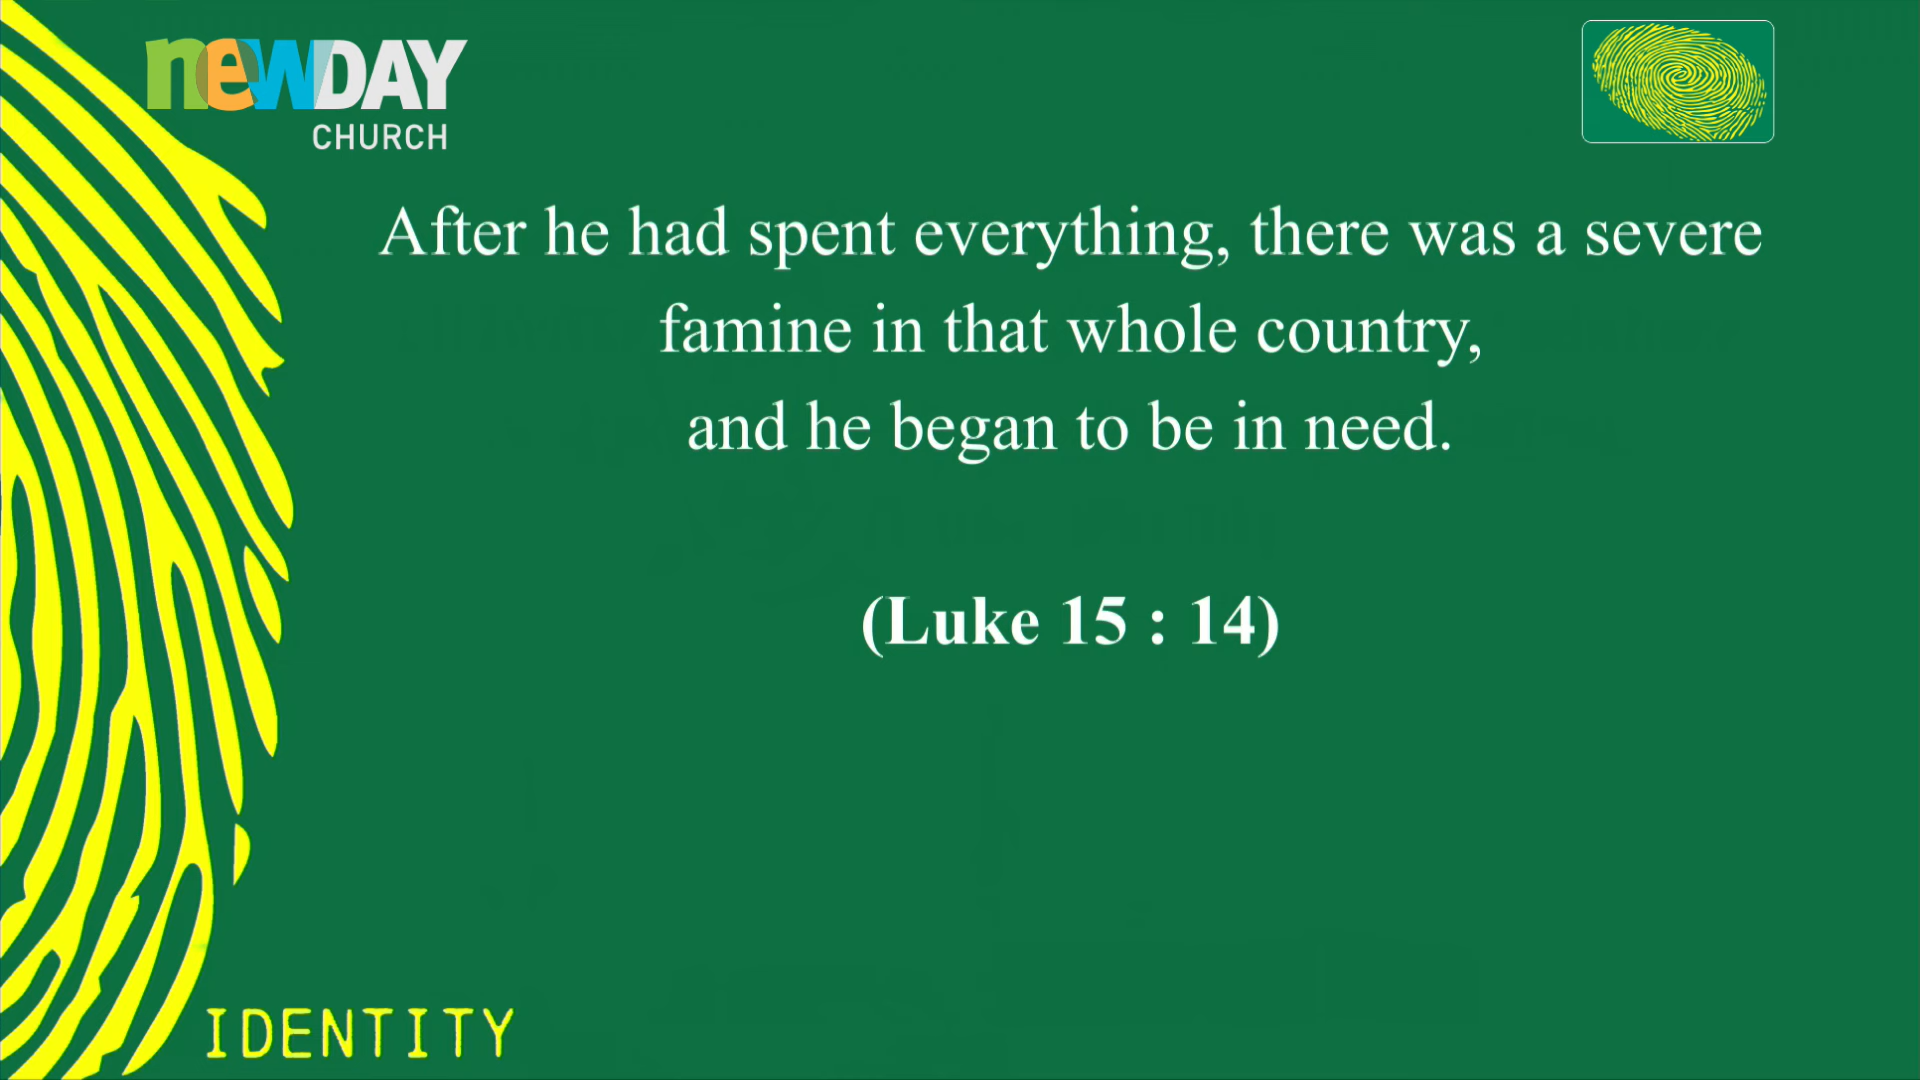 newDAY
CHURCH
After he had spent everything, there was a severe
famine in that whole country,
and he began to be in need.
(Luke 15 : 14)
IDENTITY